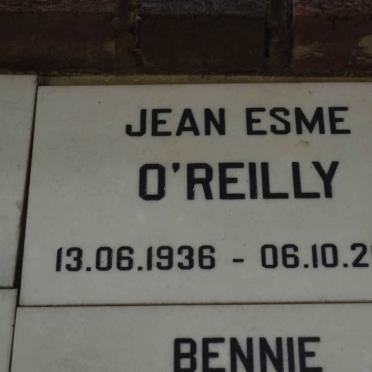 JEAN ESME
O'REILLY
13.06.1936 - 06.10.2
BENNIE